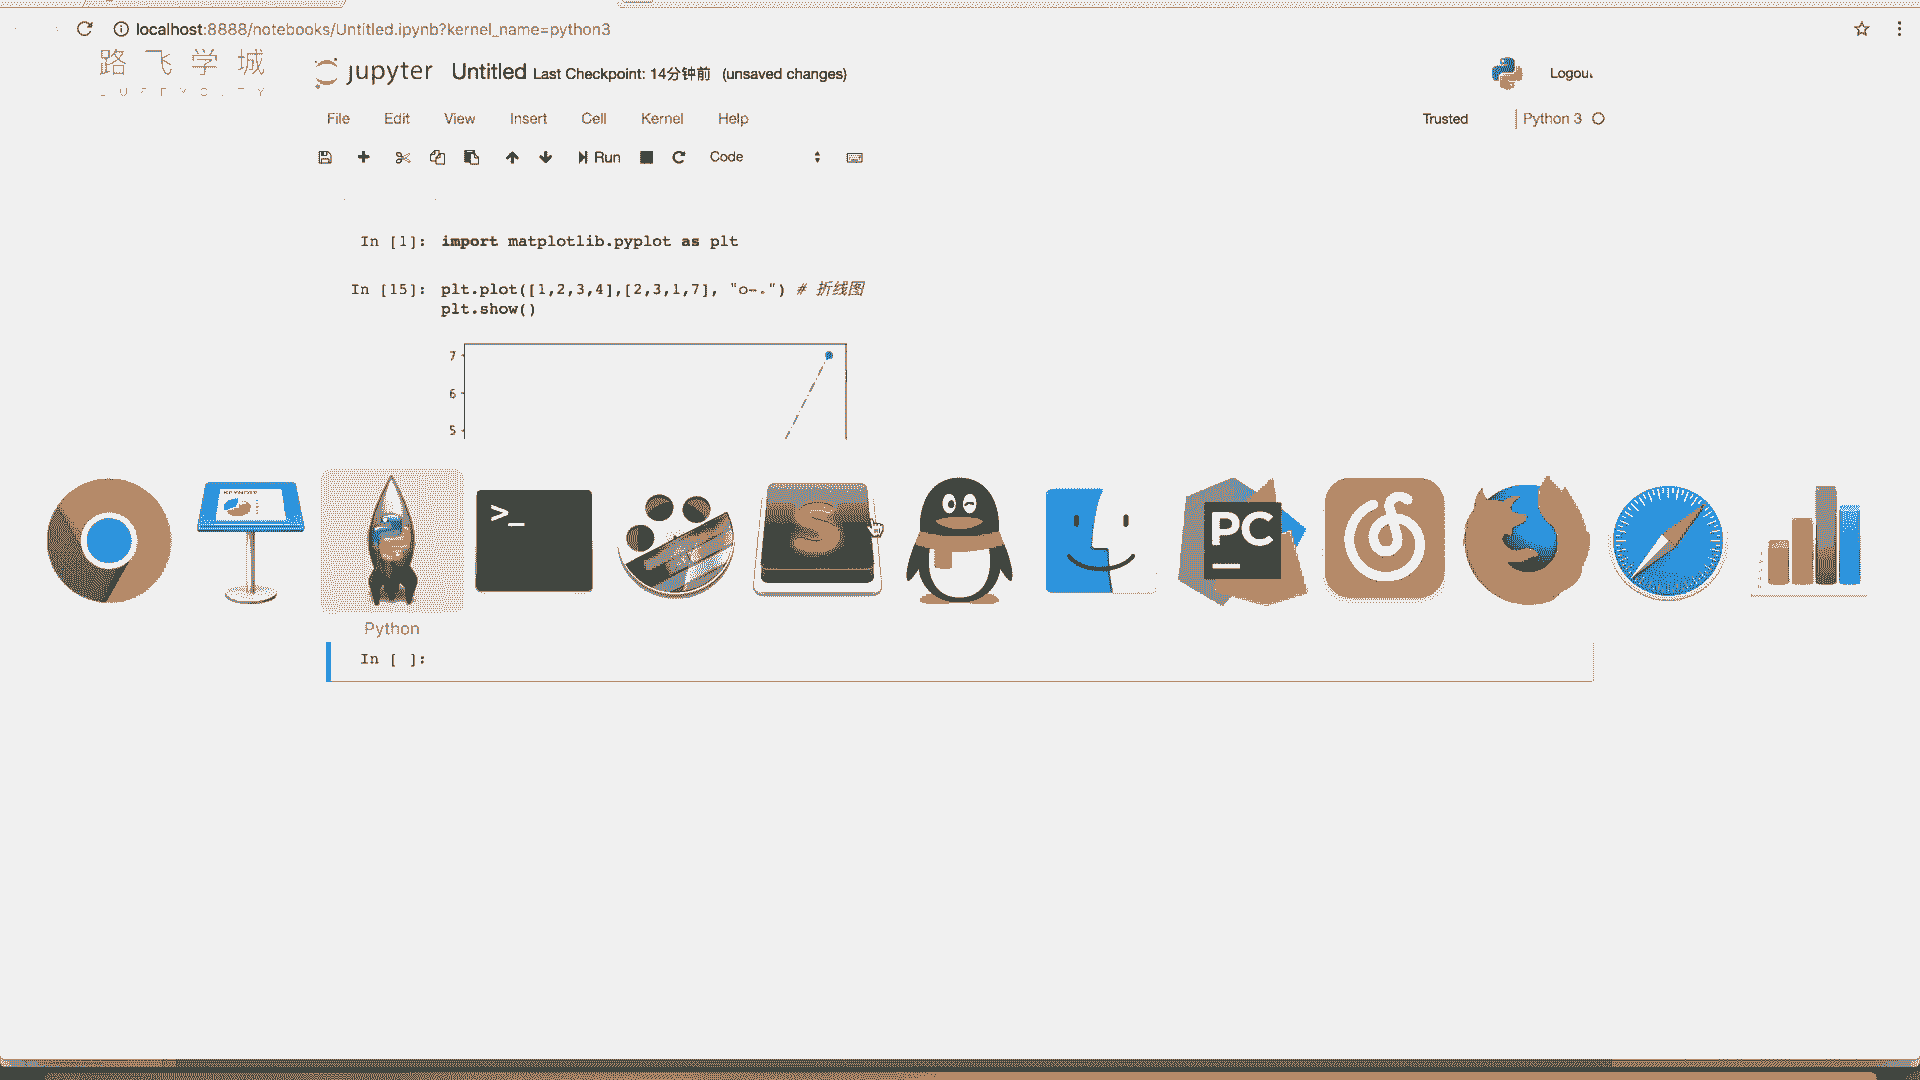 localhost:8888/notebooks/Untitled.ipynb?kernel_name=python3
路飞学城
jupyter Untitled Last Checkpoint: 14分钟前 (unsaved changes)
Logout
File Edit View Insert Cell Kernel Help
Trusted
Python 3
Run
Code
In [1]: import matplotlib.pyplot as plt
In [15]: plt.plot([1,2,3,4],[2,3,1,7], "o-.") # 折线图
plt.show()
7
6
5
>_
S
PC
Python
In [ ]: